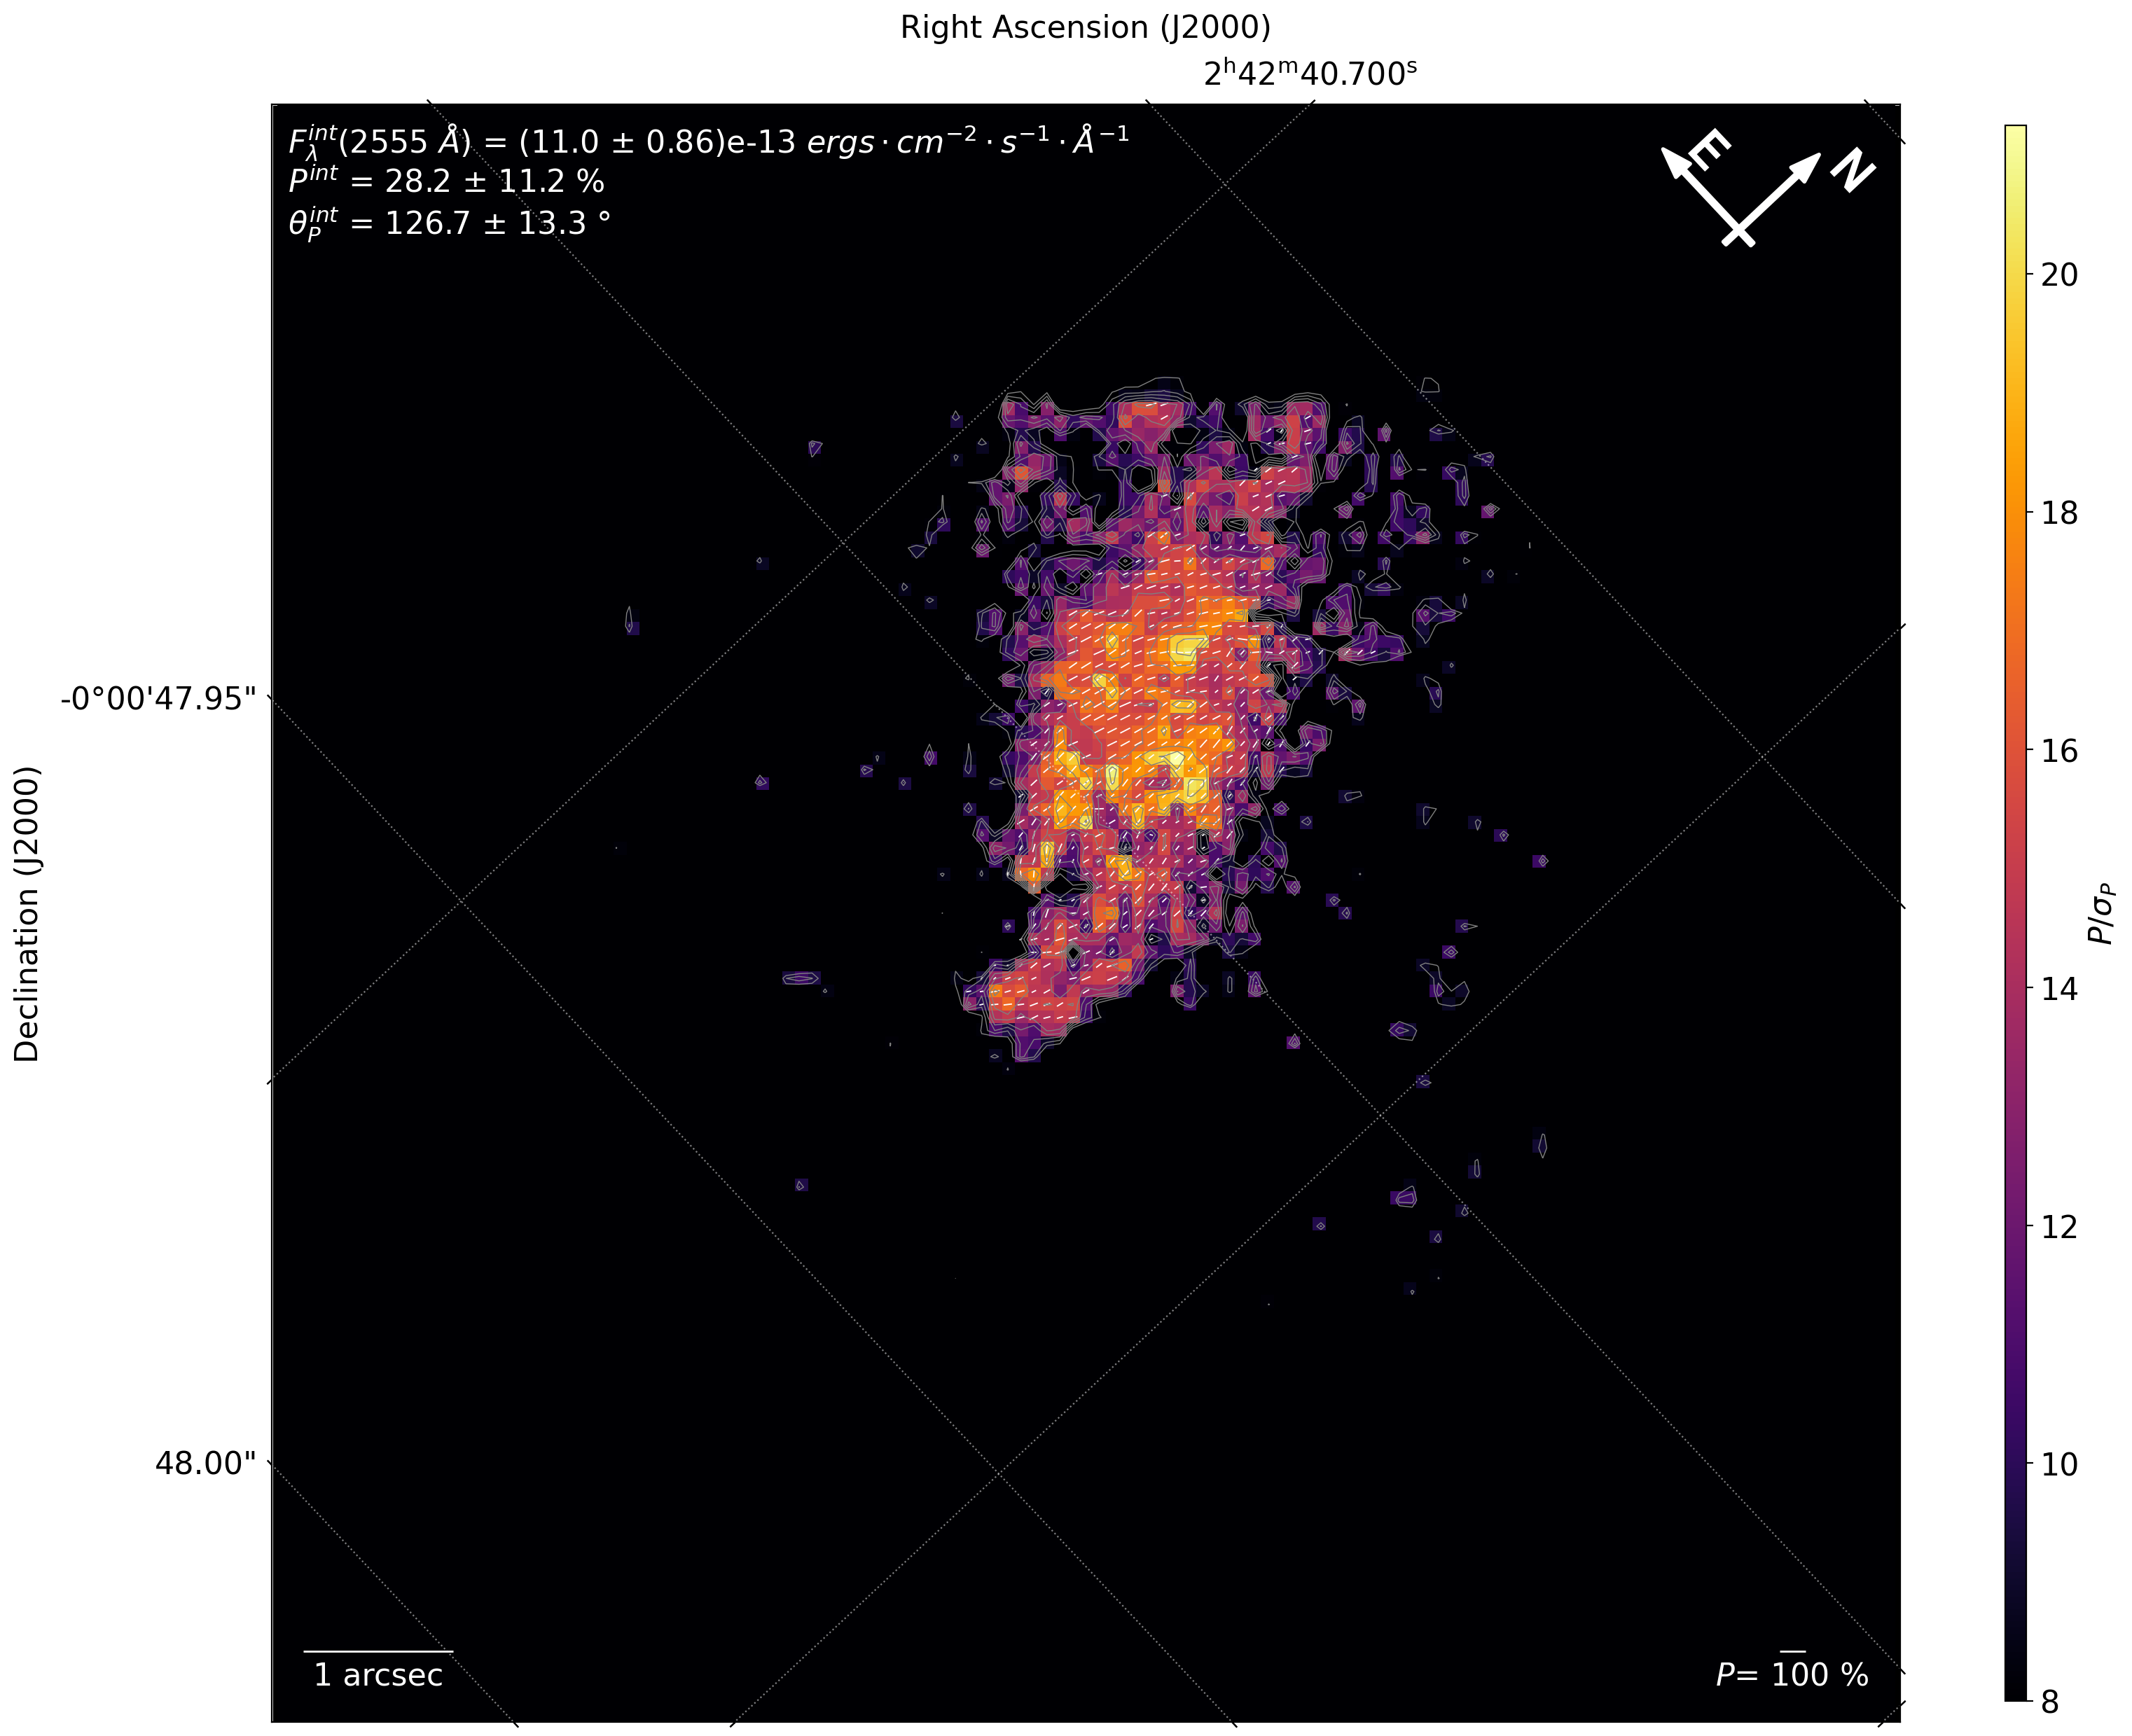 Right Ascension (J2000)
2ʰ42ᵐ40.700ˢ
F_λ^int(2555 Å) = (11.0 ± 0.86)e-13 ergs · cm⁻² · s⁻¹ · Å⁻¹
P^int = 28.2 ± 11.2 %
θ_P^int = 126.7 ± 13.3 °
E
N
20
18
16
14
12
10
8
P/σ_P
-0°00'47.95"
48.00"
Declination (J2000)
1 arcsec
P= 100 %